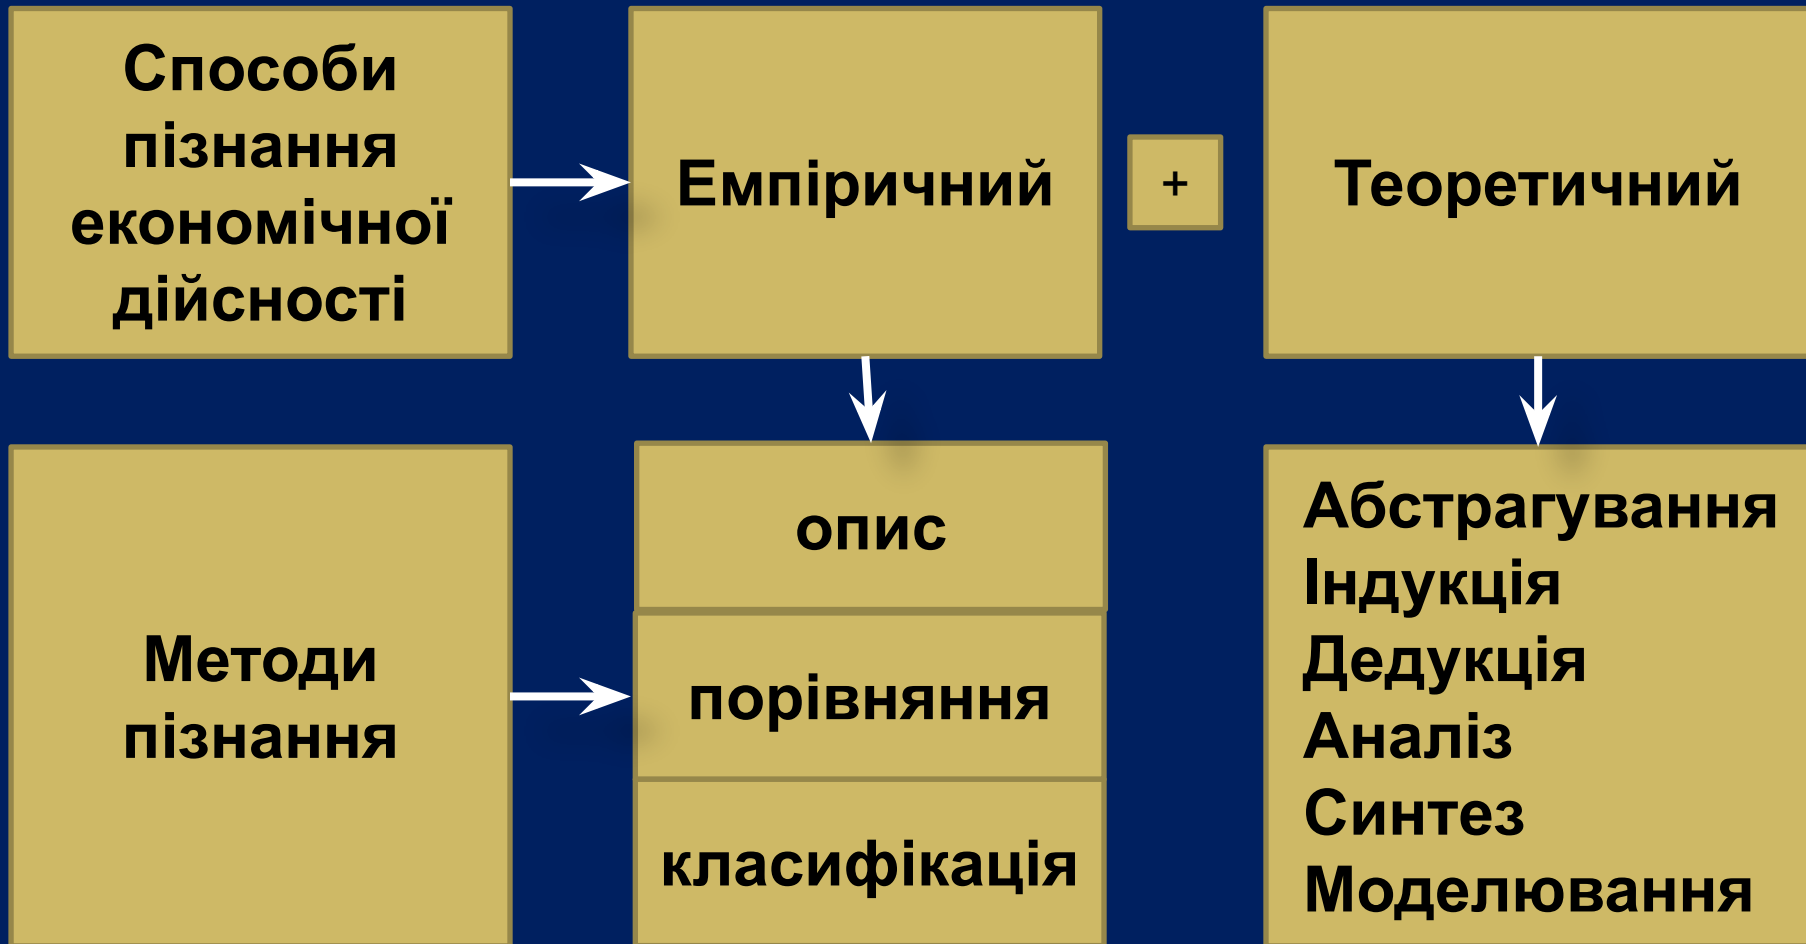 Способи
пізнання
економічної
дійсності
Емпіричний
+
Теоретичний
Методи
пізнання
опис
порівняння
класифікація
Абстрагування
Індукція
Дедукція
Аналіз
Синтез
Моделювання